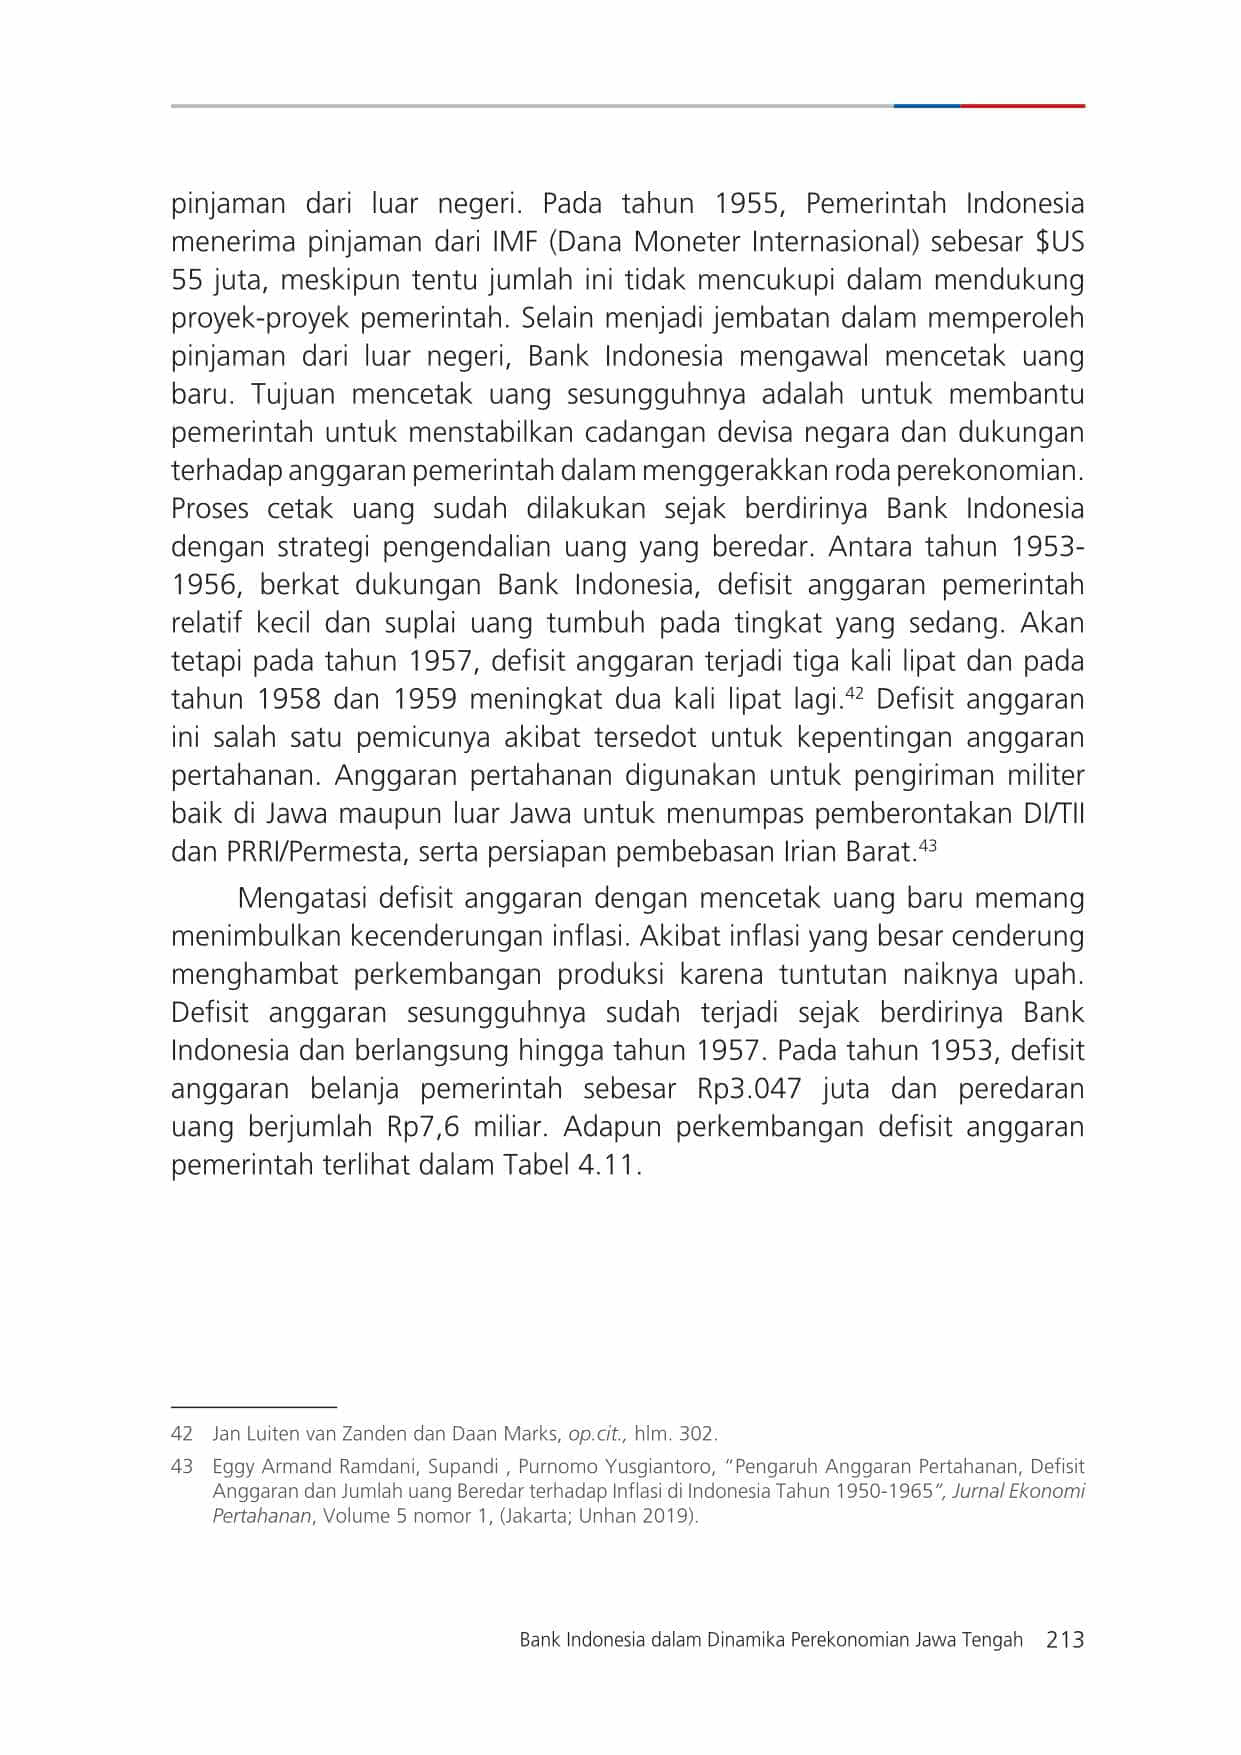 pinjaman dari luar negeri. Pada tahun 1955, Pemerintah Indonesia
menerima pinjaman dari IMF (Dana Moneter Internasional) sebesar $US
55 juta, meskipun tentu jumlah ini tidak mencukupi dalam mendukung
proyek-proyek pemerintah. Selain menjadi jembatan dalam memperoleh
pinjaman dari luar negeri, Bank Indonesia mengawal mencetak uang
baru. Tujuan mencetak uang sesungguhnya adalah untuk membantu
pemerintah untuk menstabilkan cadangan devisa negara dan dukungan
terhadap anggaran pemerintah dalam menggerakkan roda perekonomian.
Proses cetak uang sudah dilakukan sejak berdirinya Bank Indonesia
dengan strategi pengendalian uang yang beredar. Antara tahun 1953-
1956, berkat dukungan Bank Indonesia, defisit anggaran pemerintah
relatif kecil dan suplai uang tumbuh pada tingkat yang sedang. Akan
tetapi pada tahun 1957, defisit anggaran terjadi tiga kali lipat dan pada
tahun 1958 dan 1959 meningkat dua kali lipat lagi.42 Defisit anggaran
ini salah satu pemicunya akibat tersedot untuk kepentingan anggaran
pertahanan. Anggaran pertahanan digunakan untuk pengiriman militer
baik di Jawa maupun luar Jawa untuk menumpas pemberontakan DI/TII
dan PRRI/Permesta, serta persiapan pembebasan Irian Barat.43
Mengatasi defisit anggaran dengan mencetak uang baru memang
menimbulkan kecenderungan inflasi. Akibat inflasi yang besar cenderung
menghambat perkembangan produksi karena tuntutan naiknya upah.
Defisit anggaran sesungguhnya sudah terjadi sejak berdirinya Bank
Indonesia dan berlangsung hingga tahun 1957. Pada tahun 1953, defisit
anggaran belanja pemerintah sebesar Rp3.047 juta dan peredaran
uang berjumlah Rp7,6 miliar. Adapun perkembangan defisit anggaran
pemerintah terlihat dalam Tabel 4.11.
42 Jan Luiten van Zanden dan Daan Marks, op.cit., hlm. 302.
43 Eggy Armand Ramdani, Supandi , Purnomo Yusgiantoro, “Pengaruh Anggaran Pertahanan, Defisit
Anggaran dan Jumlah uang Beredar terhadap Inflasi di Indonesia Tahun 1950-1965”, Jurnal Ekonomi
Pertahanan, Volume 5 nomor 1, (Jakarta; Unhan 2019).
Bank Indonesia dalam Dinamika Perekonomian Jawa Tengah 213